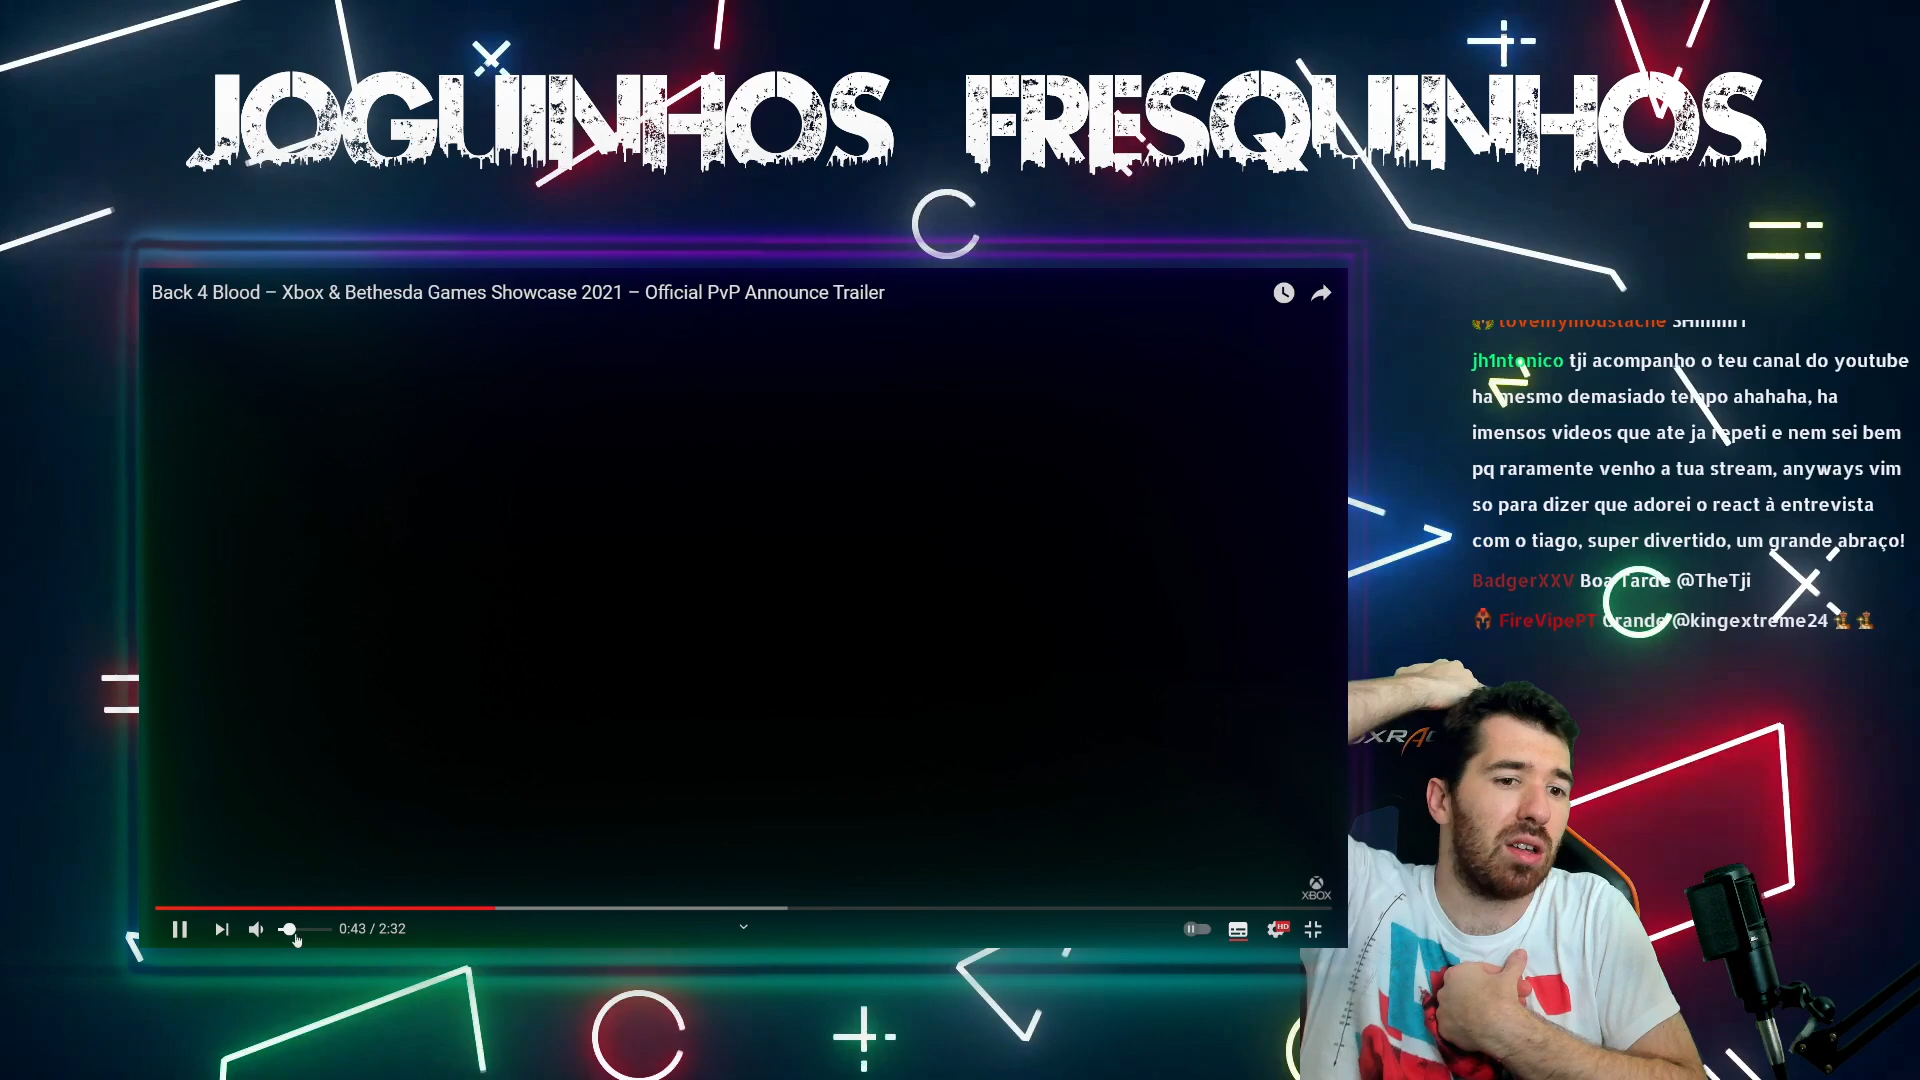 JOGUINHOS FRESQUINHOS
Back 4 Blood – Xbox & Bethesda Games Showcase 2021 – Official PvP Announce Trailer
jh1ntonico tji acompanho o teu canal do youtube
ha mesmo demasiado tempo ahahaha, ha
imensos videos que ate ja repeti e nem sei bem
pq raramente venho a tua stream, anyways vim
so para dizer que adorei o react à entrevista
com o tiago, super divertido, um grande abraço!
BadgerXXV Boa Tarde @TheTji
FireVipePT Grande @kingextreme24
XBOX
0:43 / 2:32
HD